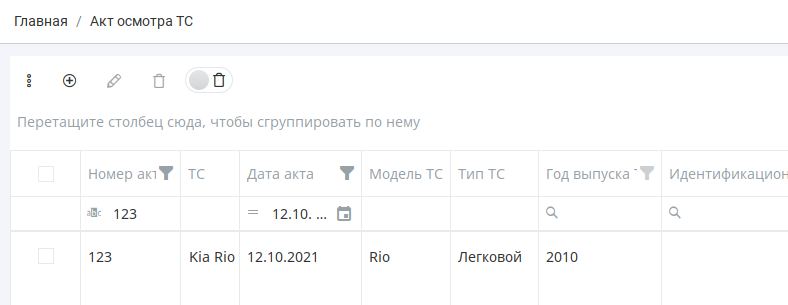 Главная / Акт осмотра ТС
Перетащите столбец сюда, чтобы сгруппировать по нему
Номер акт ТС Дата акта Модель ТС Тип ТС Год выпуска Идентификацион
123 12.10. ...
123 Kia Rio 12.10.2021 Rio Легковой 2010